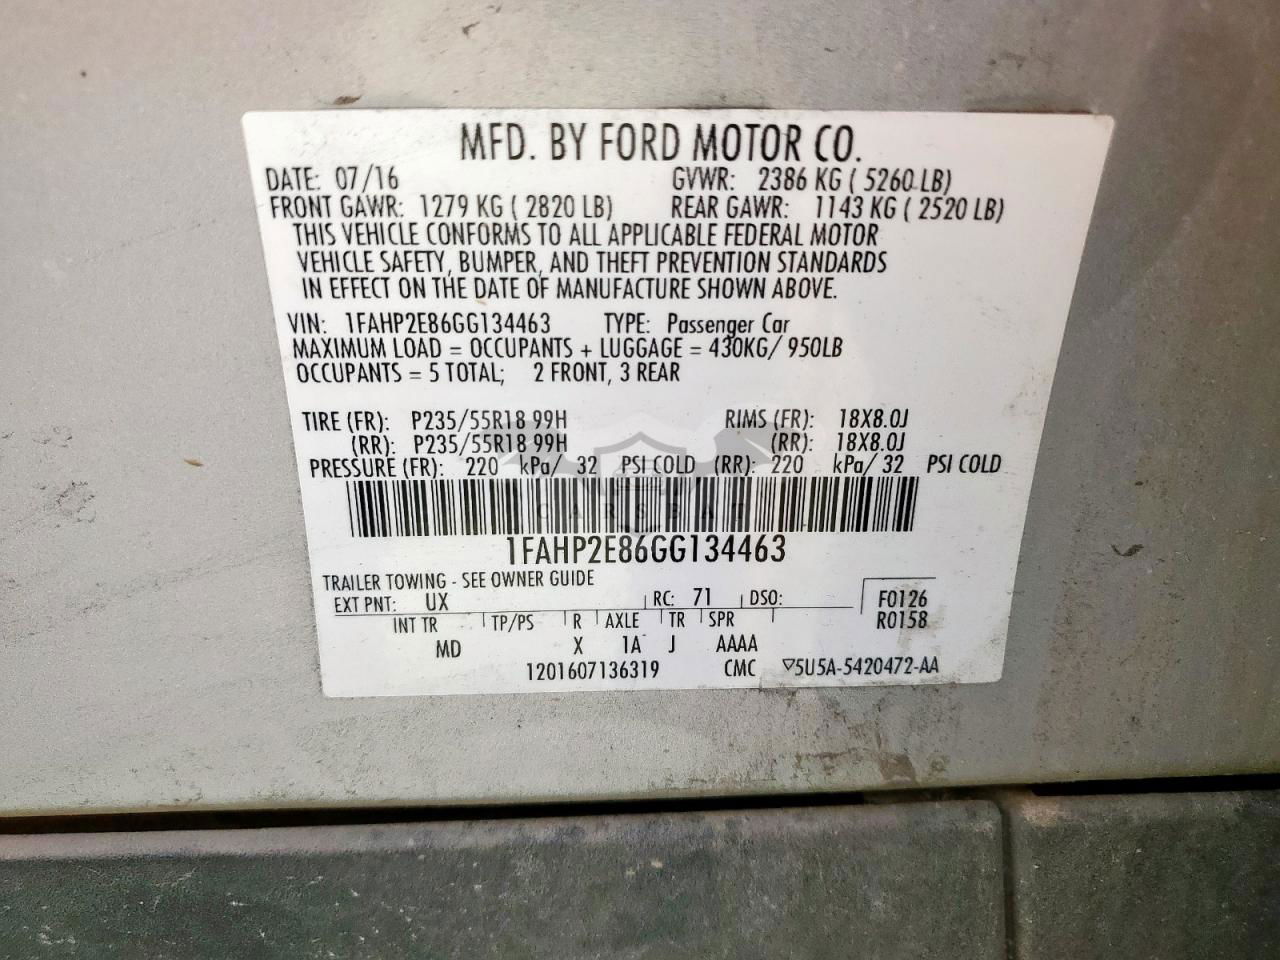 MFD. BY FORD MOTOR CO.
DATE: 07/16 GVWR: 2386 KG ( 5260 LB)
FRONT GAWR: 1279 KG ( 2820 LB) REAR GAWR: 1143 KG ( 2520 LB)
THIS VEHICLE CONFORMS TO ALL APPLICABLE FEDERAL MOTOR
VEHICLE SAFETY, BUMPER, AND THEFT PREVENTION STANDARDS
IN EFFECT ON THE DATE OF MANUFACTURE SHOWN ABOVE.
VIN: 1FAHP2E86GG134463 TYPE: Passenger Car
MAXIMUM LOAD = OCCUPANTS + LUGGAGE = 430KG/ 950LB
OCCUPANTS = 5 TOTAL; 2 FRONT, 3 REAR
TIRE (FR): P235/55R18 99H RIMS (FR): 18X8.0J
(RR): P235/55R18 99H (RR): 18X8.0J
PRESSURE (FR): 220 kPa/ 32 PSI COLD (RR): 220 kPa/ 32 PSI COLD
CARSBAT
1FAHP2E86GG134463
TRAILER TOWING - SEE OWNER GUIDE
EXT PNT: UX RC: 71 DSO: F0126
INT TR TP/PS R AXLE TR SPR R0158
MD X 1A J AAAA
1201607136319 CMC ▽5U5A-5420472-AA